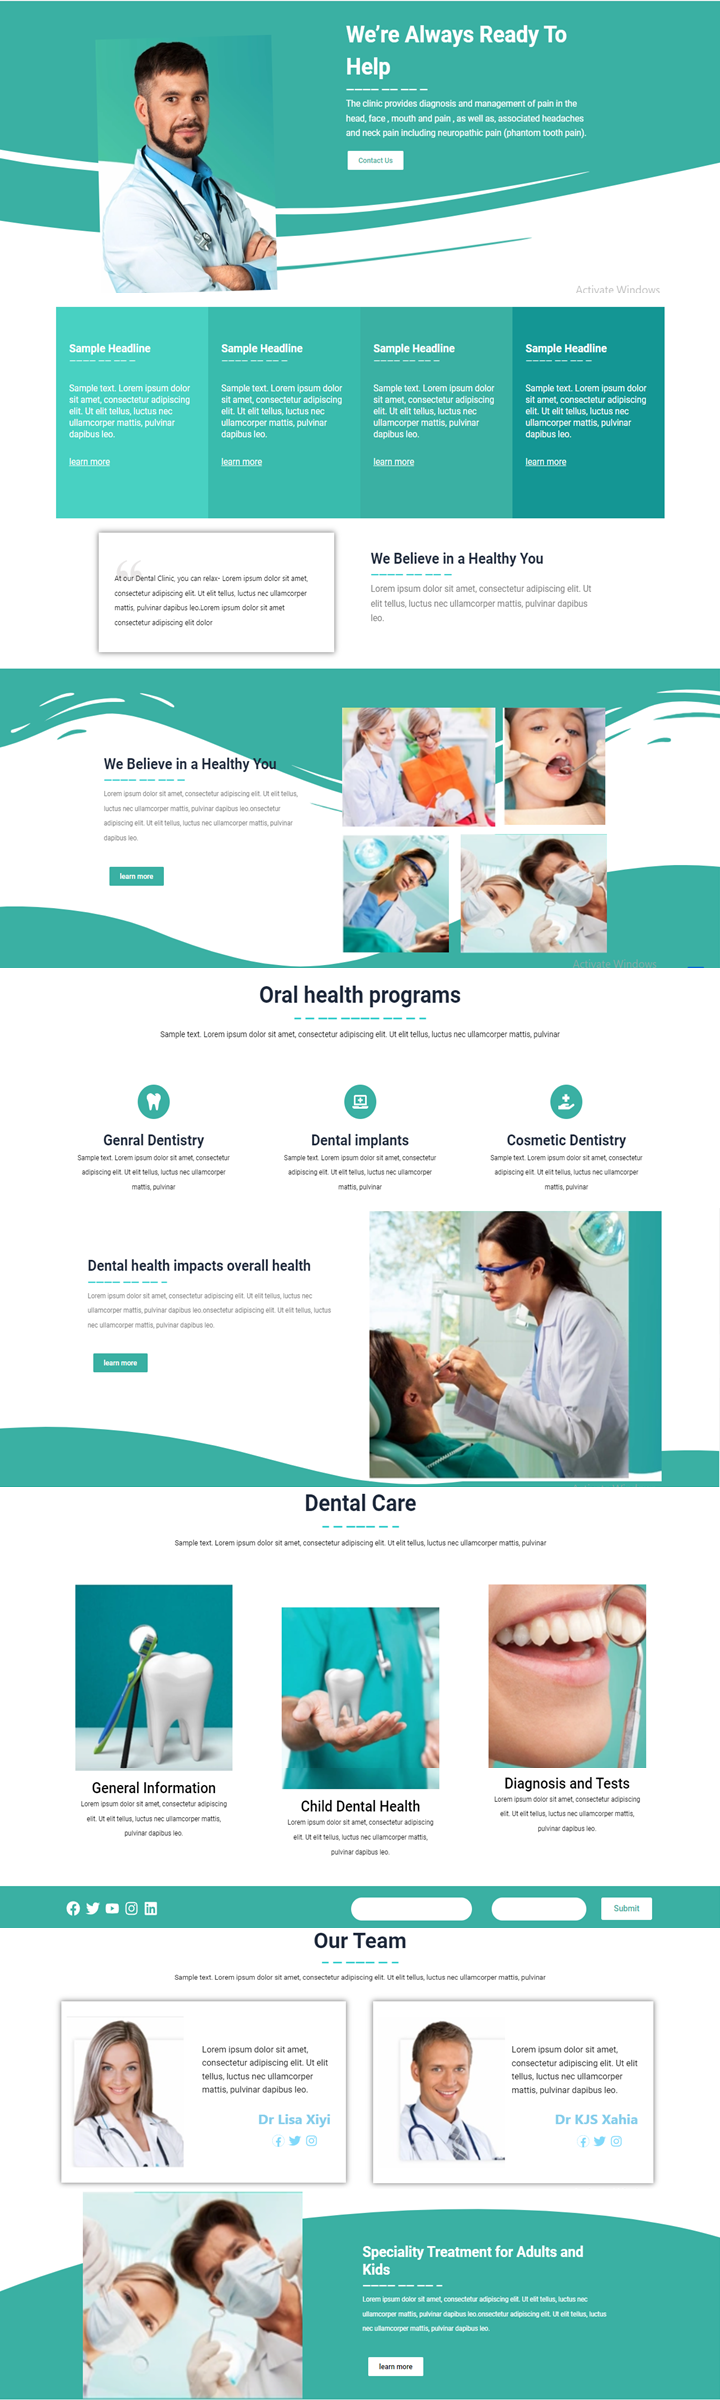 We're Always Ready To
Help
The clinic provides diagnosis and management of pain in the
head, face , mouth and pain , as well as, associated headaches
and neck pain including neuropathic pain (phantom tooth pain).
Contact Us
Activate Windows
Sample Headline
Sample text. Lorem ipsum dolor
sit amet, consectetur adipiscing
elit. Ut elit tellus, luctus nec
ullamcorper mattis, pulvinar
dapibus leo.
learn more
Sample Headline
Sample text. Lorem ipsum dolor
sit amet, consectetur adipiscing
elit. Ut elit tellus, luctus nec
ullamcorper mattis, pulvinar
dapibus leo.
learn more
Sample Headline
Sample text. Lorem ipsum dolor
sit amet, consectetur adipiscing
elit. Ut elit tellus, luctus nec
ullamcorper mattis, pulvinar
dapibus leo.
learn more
Sample Headline
Sample text. Lorem ipsum dolor
sit amet, consectetur adipiscing
elit. Ut elit tellus, luctus nec
ullamcorper mattis, pulvinar
dapibus leo.
learn more
“
At our Dental Clinic, you can relax- Lorem ipsum dolor sit amet,
consectetur adipiscing elit. Ut elit tellus, luctus nec ullamcorper
mattis, pulvinar dapibus leo.Lorem ipsum dolor sit amet
consectetur adipiscing elit dolor
We Believe in a Healthy You
Lorem ipsum dolor sit amet, consectetur adipiscing elit. Ut
elit tellus, luctus nec ullamcorper mattis, pulvinar dapibus
leo.
We Believe in a Healthy You
Lorem ipsum dolor sit amet, consectetur adipiscing elit. Ut elit tellus,
luctus nec ullamcorper mattis, pulvinar dapibus leo.onsectetur
adipiscing elit. Ut elit tellus, luctus nec ullamcorper mattis, pulvinar
dapibus leo.
learn more
Activate Windows
Oral health programs
Sample text. Lorem ipsum dolor sit amet, consectetur adipiscing elit. Ut elit tellus, luctus nec ullamcorper mattis, pulvinar
Genral Dentistry
Sample text. Lorem ipsum dolor sit amet, consectetur
adipiscing elit. Ut elit tellus, luctus nec ullamcorper
mattis, pulvinar
Dental implants
Sample text. Lorem ipsum dolor sit amet, consectetur
adipiscing elit. Ut elit tellus, luctus nec ullamcorper
mattis, pulvinar
Cosmetic Dentistry
Sample text. Lorem ipsum dolor sit amet, consectetur
adipiscing elit. Ut elit tellus, luctus nec ullamcorper
mattis, pulvinar
Dental health impacts overall health
Lorem ipsum dolor sit amet, consectetur adipiscing elit. Ut elit tellus, luctus nec
ullamcorper mattis, pulvinar dapibus leo.onsectetur adipiscing elit. Ut elit tellus, luctus
nec ullamcorper mattis, pulvinar dapibus leo.
learn more
Dental Care
Sample text. Lorem ipsum dolor sit amet, consectetur adipiscing elit. Ut elit tellus, luctus nec ullamcorper mattis, pulvinar
General Information
Lorem ipsum dolor sit amet, consectetur adipiscing
elit. Ut elit tellus, luctus nec ullamcorper mattis,
pulvinar dapibus leo.
Child Dental Health
Lorem ipsum dolor sit amet, consectetur adipiscing
elit. Ut elit tellus, luctus nec ullamcorper mattis,
pulvinar dapibus leo.
Diagnosis and Tests
Lorem ipsum dolor sit amet, consectetur adipiscing
elit. Ut elit tellus, luctus nec ullamcorper mattis,
pulvinar dapibus leo.
Submit
Our Team
Sample text. Lorem ipsum dolor sit amet, consectetur adipiscing elit. Ut elit tellus, luctus nec ullamcorper mattis, pulvinar
Lorem ipsum dolor sit amet,
consectetur adipiscing elit. Ut elit
tellus, luctus nec ullamcorper
mattis, pulvinar dapibus leo.
Dr Lisa Xiyi
Lorem ipsum dolor sit amet,
consectetur adipiscing elit. Ut elit
tellus, luctus nec ullamcorper
mattis, pulvinar dapibus leo.
Dr KJS Xahia
Speciality Treatment for Adults and
Kids
Lorem ipsum dolor sit amet, consectetur adipiscing elit. Ut elit tellus, luctus nec
ullamcorper mattis, pulvinar dapibus leo.onsectetur adipiscing elit. Ut elit tellus, luctus
nec ullamcorper mattis, pulvinar dapibus leo.
learn more